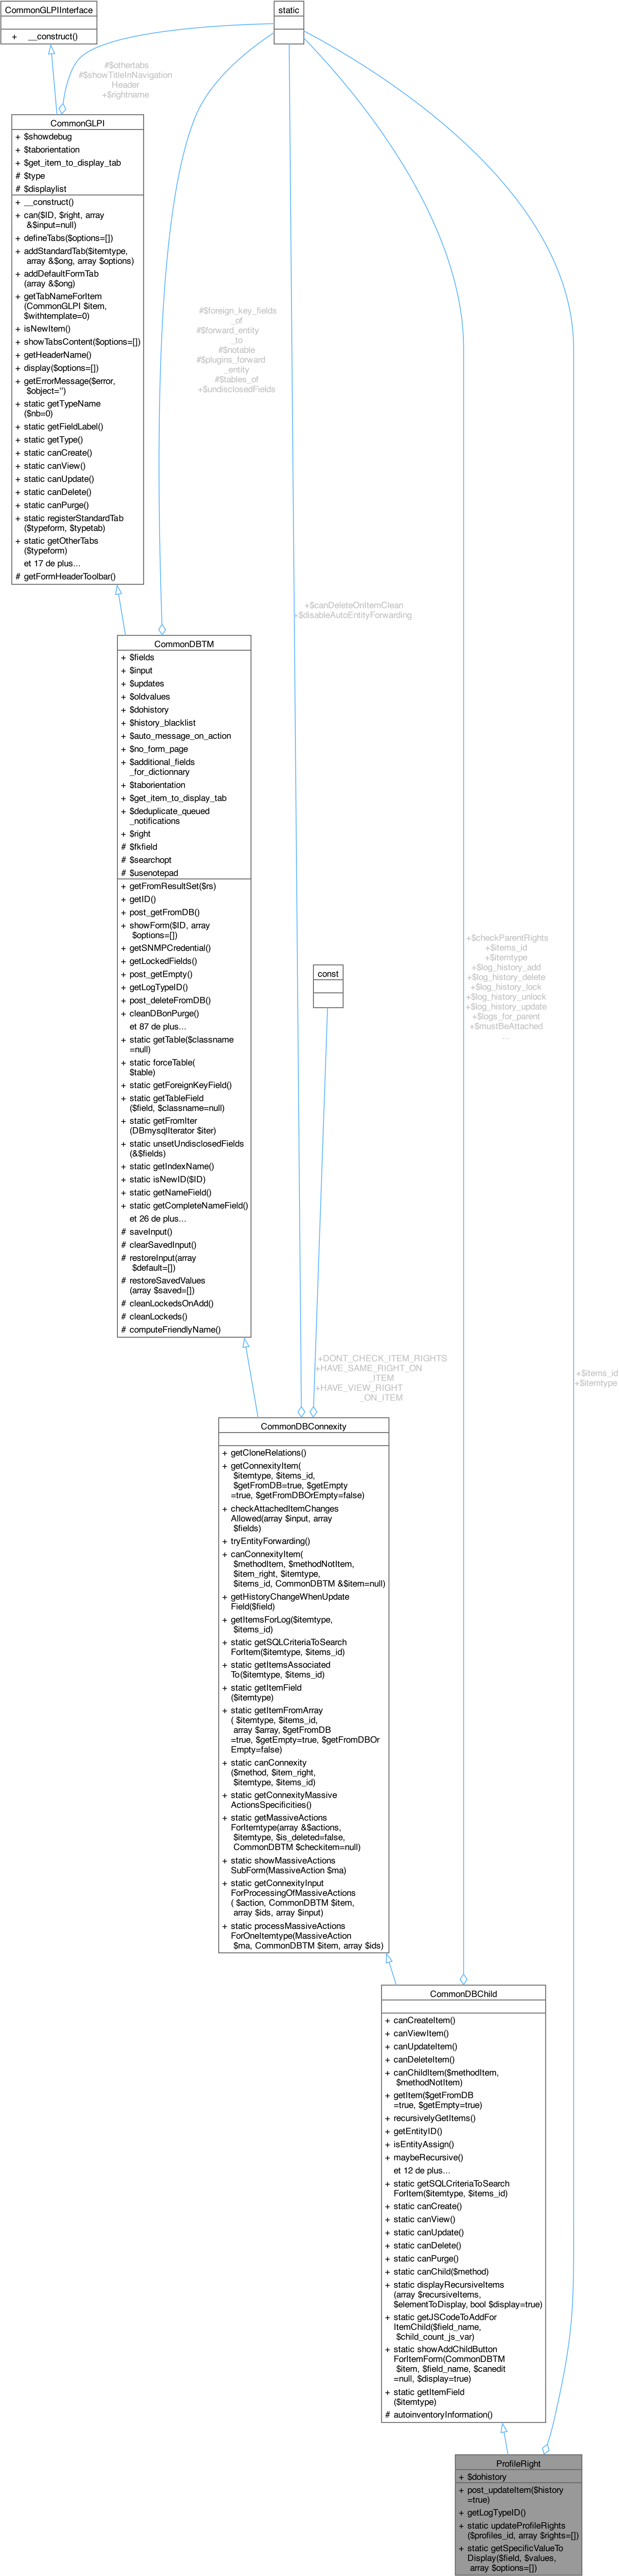 CommonGLPIInterface
+ __construct()
static
#$othertabs
#$showTitleInNavigation
Header
+$rightname
CommonGLPI
+ $showdebug
+ $taborientation
+ $get_item_to_display_tab
# $type
# $displaylist
+ __construct()
+ can($ID, $right, array
&$input=null)
+ defineTabs($options=[])
+ addStandardTab($itemtype,
array &$ong, array $options)
+ addDefaultFormTab
(array &$ong)
+ getTabNameForItem
(CommonGLPI $item,
$withtemplate=0)
+ isNewItem()
+ showTabsContent($options=[])
+ getHeaderName()
+ display($options=[])
+ getErrorMessage($error,
$object='')
+ static getTypeName
($nb=0)
+ static getFieldLabel()
+ static getType()
+ static canCreate()
+ static canView()
+ static canUpdate()
+ static canDelete()
+ static canPurge()
+ static registerStandardTab
($typeform, $typetab)
+ static getOtherTabs
($typeform)
et 17 de plus...
# getFormHeaderToolbar()
#$foreign_key_fields
_of
#$forward_entity
_to
#$notable
#$plugins_forward
_entity
#$tables_of
+$undisclosedFields
+$canDeleteOnItemClean
+$disableAutoEntityForwarding
CommonDBTM
+ $fields
+ $input
+ $updates
+ $oldvalues
+ $dohistory
+ $history_blacklist
+ $auto_message_on_action
+ $no_form_page
+ $additional_fields
_for_dictionnary
+ $taborientation
+ $get_item_to_display_tab
+ $deduplicate_queued
_notifications
+ $right
# $fkfield
# $searchopt
# $usenotepad
+ getFromResultSet($rs)
+ getID()
+ post_getFromDB()
+ showForm($ID, array
$options=[])
+ getSNMPCredential()
+ getLockedFields()
+ post_getEmpty()
+ getLogTypeID()
+ post_deleteFromDB()
+ cleanDBonPurge()
et 87 de plus...
+ static getTable($classname
=null)
+ static forceTable(
$table)
+ static getForeignKeyField()
+ static getTableField
($field, $classname=null)
+ static getFromIter
(DBmysqlIterator $iter)
+ static unsetUndisclosedFields
(&$fields)
+ static getIndexName()
+ static isNewID($ID)
+ static getNameField()
+ static getCompleteNameField()
et 26 de plus...
# saveInput()
# clearSavedInput()
# restoreInput(array
$default=[])
# restoreSavedValues
(array $saved=[])
# cleanLockedsOnAdd()
# cleanLockeds()
# computeFriendlyName()
const
+$checkParentRights
+$items_id
+$itemtype
+$log_history_add
+$log_history_delete
+$log_history_lock
+$log_history_unlock
+$log_history_update
+$logs_for_parent
+$mustBeAttached
...
+DONT_CHECK_ITEM_RIGHTS
+HAVE_SAME_RIGHT_ON
_ITEM
+HAVE_VIEW_RIGHT
_ON_ITEM
+$items_id
+$itemtype
CommonDBConnexity
+ getCloneRelations()
+ getConnexityItem(
$itemtype, $items_id,
$getFromDB=true, $getEmpty
=true, $getFromDBOrEmpty=false)
+ checkAttachedItemChanges
Allowed(array $input, array
$fields)
+ tryEntityForwarding()
+ canConnexityItem(
$methodItem, $methodNotItem,
$item_right, $itemtype,
$items_id, CommonDBTM &$item=null)
+ getHistoryChangeWhenUpdate
Field($field)
+ getItemsForLog($itemtype,
$items_id)
+ static getSQLCriteriaToSearch
ForItem($itemtype, $items_id)
+ static getItemsAssociated
To($itemtype, $items_id)
+ static getItemField
($itemtype)
+ static getItemFromArray
( $itemtype, $items_id,
array $array, $getFromDB
=true, $getEmpty=true, $getFromDBOr
Empty=false)
+ static canConnexity
($method, $item_right,
$itemtype, $items_id)
+ static getConnexityMassive
ActionsSpecificities()
+ static getMassiveActions
ForItemtype(array &$actions,
$itemtype, $is_deleted=false,
CommonDBTM $checkitem=null)
+ static showMassiveActions
SubForm(MassiveAction $ma)
+ static getConnexityInput
ForProcessingOfMassiveActions
( $action, CommonDBTM $item,
array $ids, array $input)
+ static processMassiveActions
ForOneItemtype(MassiveAction
$ma, CommonDBTM $item, array $ids)
CommonDBChild
+ canCreateItem()
+ canViewItem()
+ canUpdateItem()
+ canDeleteItem()
+ canChildItem($methodItem,
$methodNotItem)
+ getItem($getFromDB
=true, $getEmpty=true)
+ recursivelyGetItems()
+ getEntityID()
+ isEntityAssign()
+ maybeRecursive()
et 12 de plus...
+ static getSQLCriteriaToSearch
ForItem($itemtype, $items_id)
+ static canCreate()
+ static canView()
+ static canUpdate()
+ static canDelete()
+ static canPurge()
+ static canChild($method)
+ static displayRecursiveItems
(array $recursiveItems,
$elementToDisplay, bool $display=true)
+ static getJSCodeToAddFor
ItemChild($field_name,
$child_count_js_var)
+ static showAddChildButton
ForItemForm(CommonDBTM
$item, $field_name, $canedit
=null, $display=true)
+ static getItemField
($itemtype)
# autoinventoryInformation()
ProfileRight
+ $dohistory
+ post_updateItem($history
=true)
+ getLogTypeID()
+ static updateProfileRights
($profiles_id, array $rights=[])
+ static getSpecificValueTo
Display($field, $values,
array $options=[])